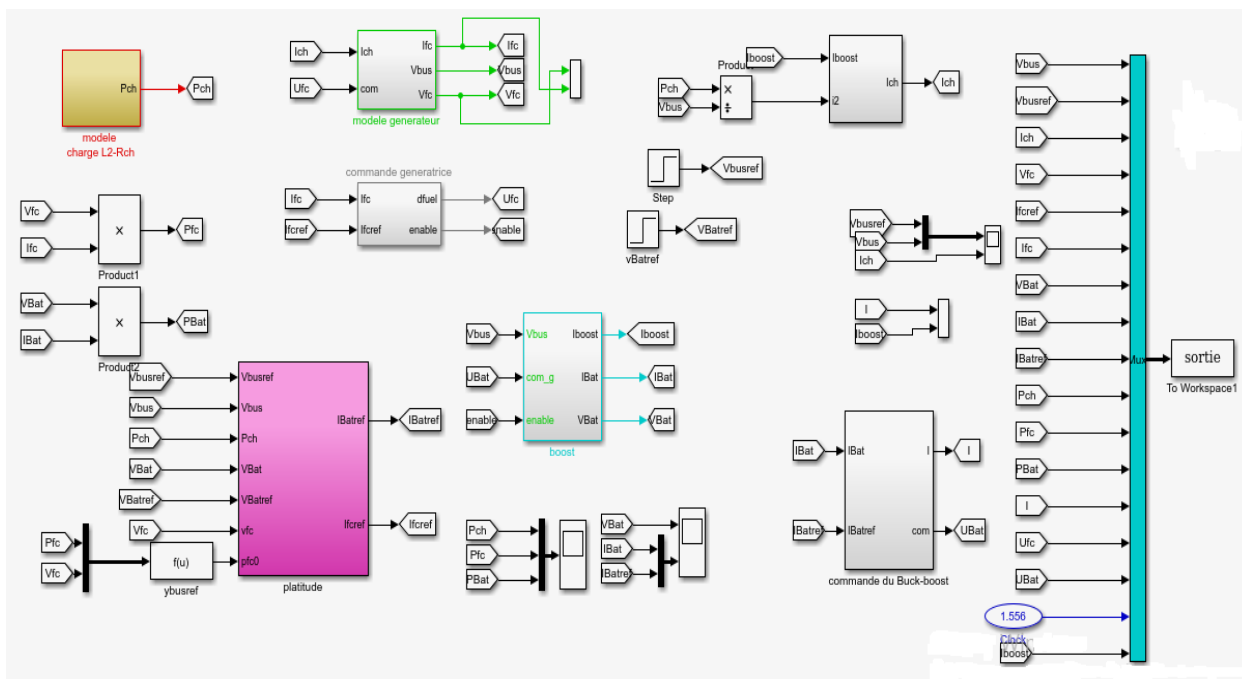 Pch
Pch
modele
charge L2-Rch
Ich
Ufc
Ich
com
Ifc
Vbus
Vfc
Ifc
Vbus
Vfc
modele generateur
Iboost
Produ
Pch
Vbus
×
÷
Iboost
i2
Ich
Ich
commande generatrice
Ifc
Ifcref
Ifc
Ifcref
dfuel
enable
Ufc
enable
Step
Vbusref
vBatref
VBatref
Vfc
Ifc
×
Pfc
Product1
VBat
IBat
×
PBat
Product2
Vbusref
Vbus
Pch
VBat
VBatref
Vfc
Pfc
Vfc
f(u)
ybusref
Vbusref
Vbus
Pch
VBat
VBatref
vfc
pfc0
IBatref
Ifcref
IBatref
Ifcref
platitude
Vbus
UBat
enable
Vbus
com_g
enable
Iboost
IBat
VBat
Iboost
IBat
VBat
boost
Pch
Pfc
PBat
VBat
IBat
IBatref
Vbusref
Vbus
Ich
I
Iboost
IBat
IBatref
IBat
IBatref
I
com
I
UBat
commande du Buck-boost
Vbus
Vbusref
Ich
Vfc
Ifcref
Ifc
VBat
IBat
IBatref
Pch
Pfc
PBat
I
Ufc
UBat
1.556
Clock
Iboost
Mux
sortie
To Workspace1